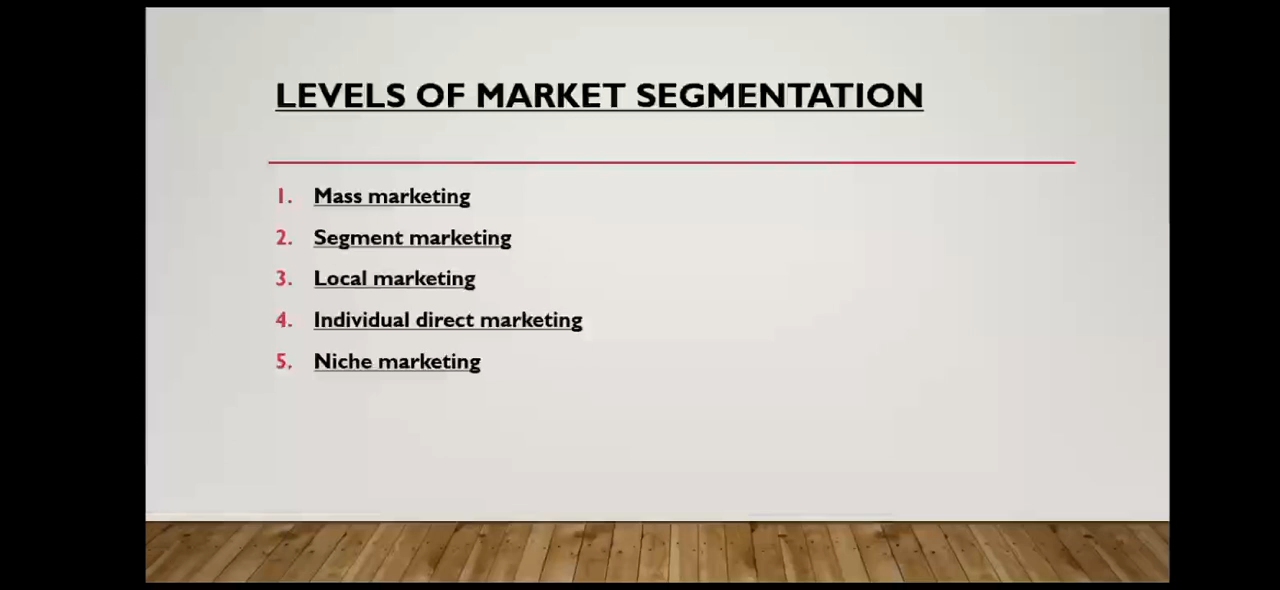 LEVELS OF MARKET SEGMENTATION
1. Mass marketing
2. Segment marketing
3. Local marketing
4. Individual direct marketing
5. Niche marketing